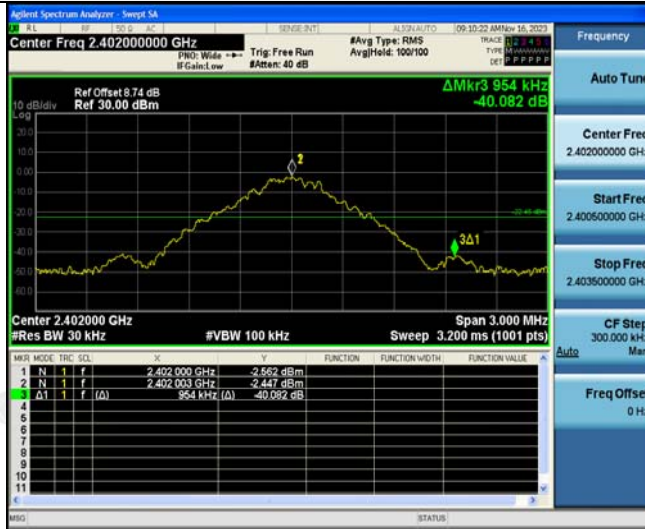 Agilent Spectrum Analyzer - Swept SA
RL RF 50 Ω AC SENSE:INT ALIGN AUTO 09:10:22 AM Nov 16, 2023
Center Freq 2.402000000 GHz
PNO: Wide
IFGain:Low
Trig: Free Run
#Atten: 40 dB
#Avg Type: RMS
Avg|Hold: 100/100
TRACE 1 2 3 4 5
TYPE
DET P P P P P P
Ref Offset 8.74 dB
Ref 30.00 dBm
10 dB/div
Log
ΔMkr3 954 kHz
-40.082 dB
20.0
10.0
0.00
-10.0
-20.0
-30.0
-40.0
-50.0
-60.0
2
3Δ1
Center 2.402000 GHz
Span 3.000 MHz
#Res BW 30 kHz
#VBW 100 kHz
Sweep 3.200 ms (1001 pts)
MKR MODE TRC SCL X Y FUNCTION FUNCTION WIDTH FUNCTION VALUE
1 N 1 f 2.402 000 GHz -2.562 dBm
2 N 1 f 2.402 003 GHz -2.447 dBm
3 Δ1 1 f (Δ) 954 kHz (Δ) -40.082 dB
4
5
6
7
8
9
10
11
MSG
STATUS
Frequency
Auto Tune
Center Freq
2.402000000 GHz
Start Freq
2.400500000 GHz
Stop Freq
2.403500000 GHz
CF Step
300.000 kHz
Auto Man
Freq Offset
0 Hz